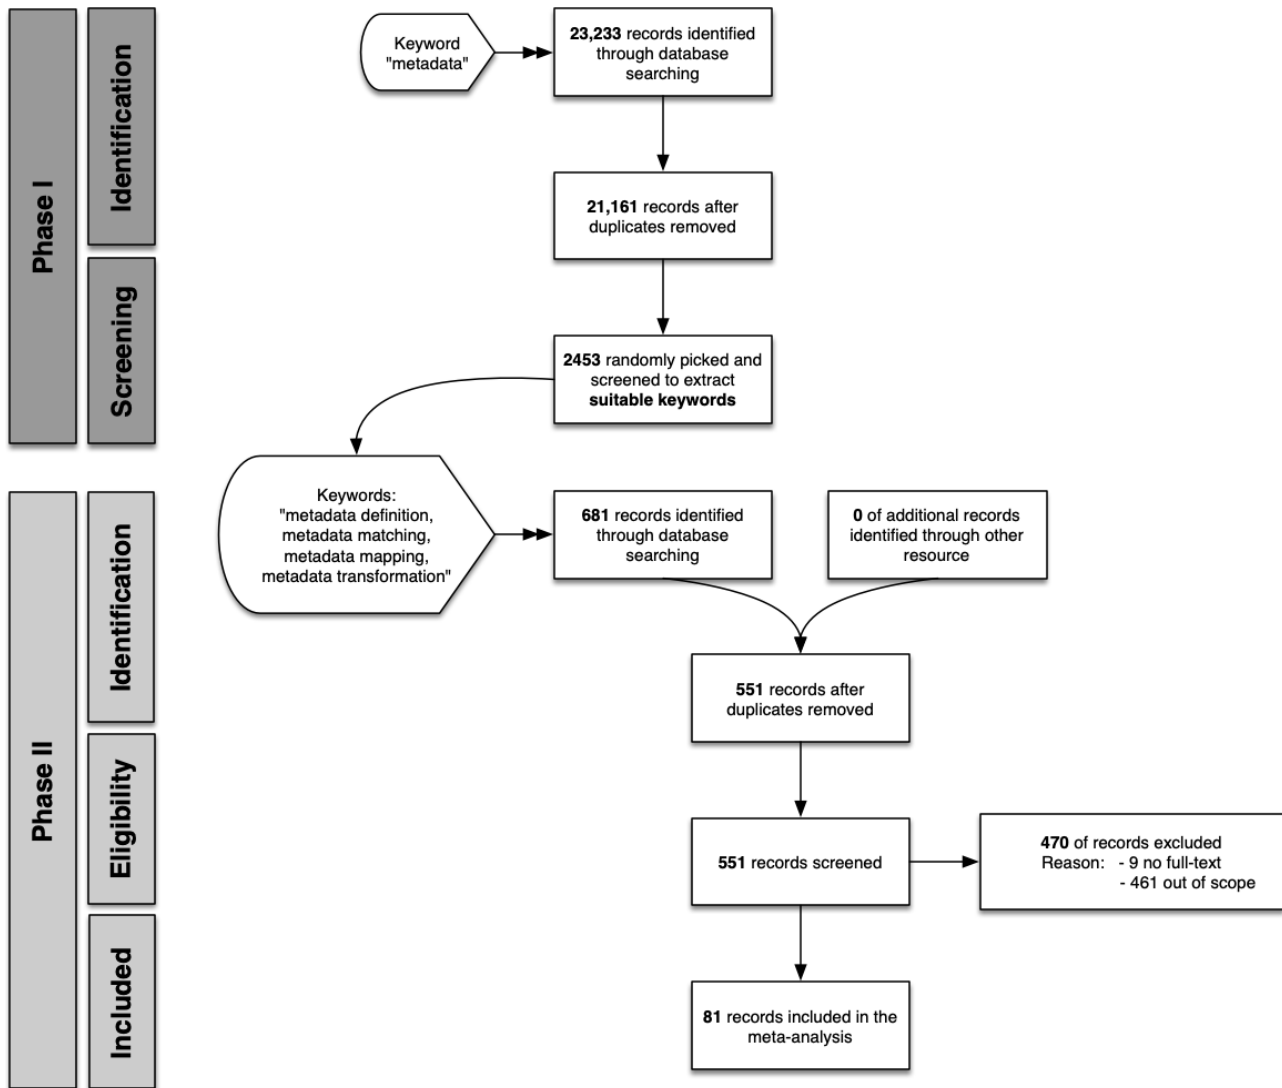 Phase I
Identification
Screening
Keyword
"metadata"
23,233 records identified
through database
searching
21,161 records after
duplicates removed
2453 randomly picked and
screened to extract
suitable keywords
Phase II
Identification
Eligibility
Included
Keywords:
"metadata definition,
metadata matching,
metadata mapping,
metadata transformation"
681 records identified
through database
searching
0 of additional records
identified through other
resource
551 records after
duplicates removed
551 records screened
470 of records excluded
Reason: - 9 no full-text
- 461 out of scope
81 records included in the
meta-analysis